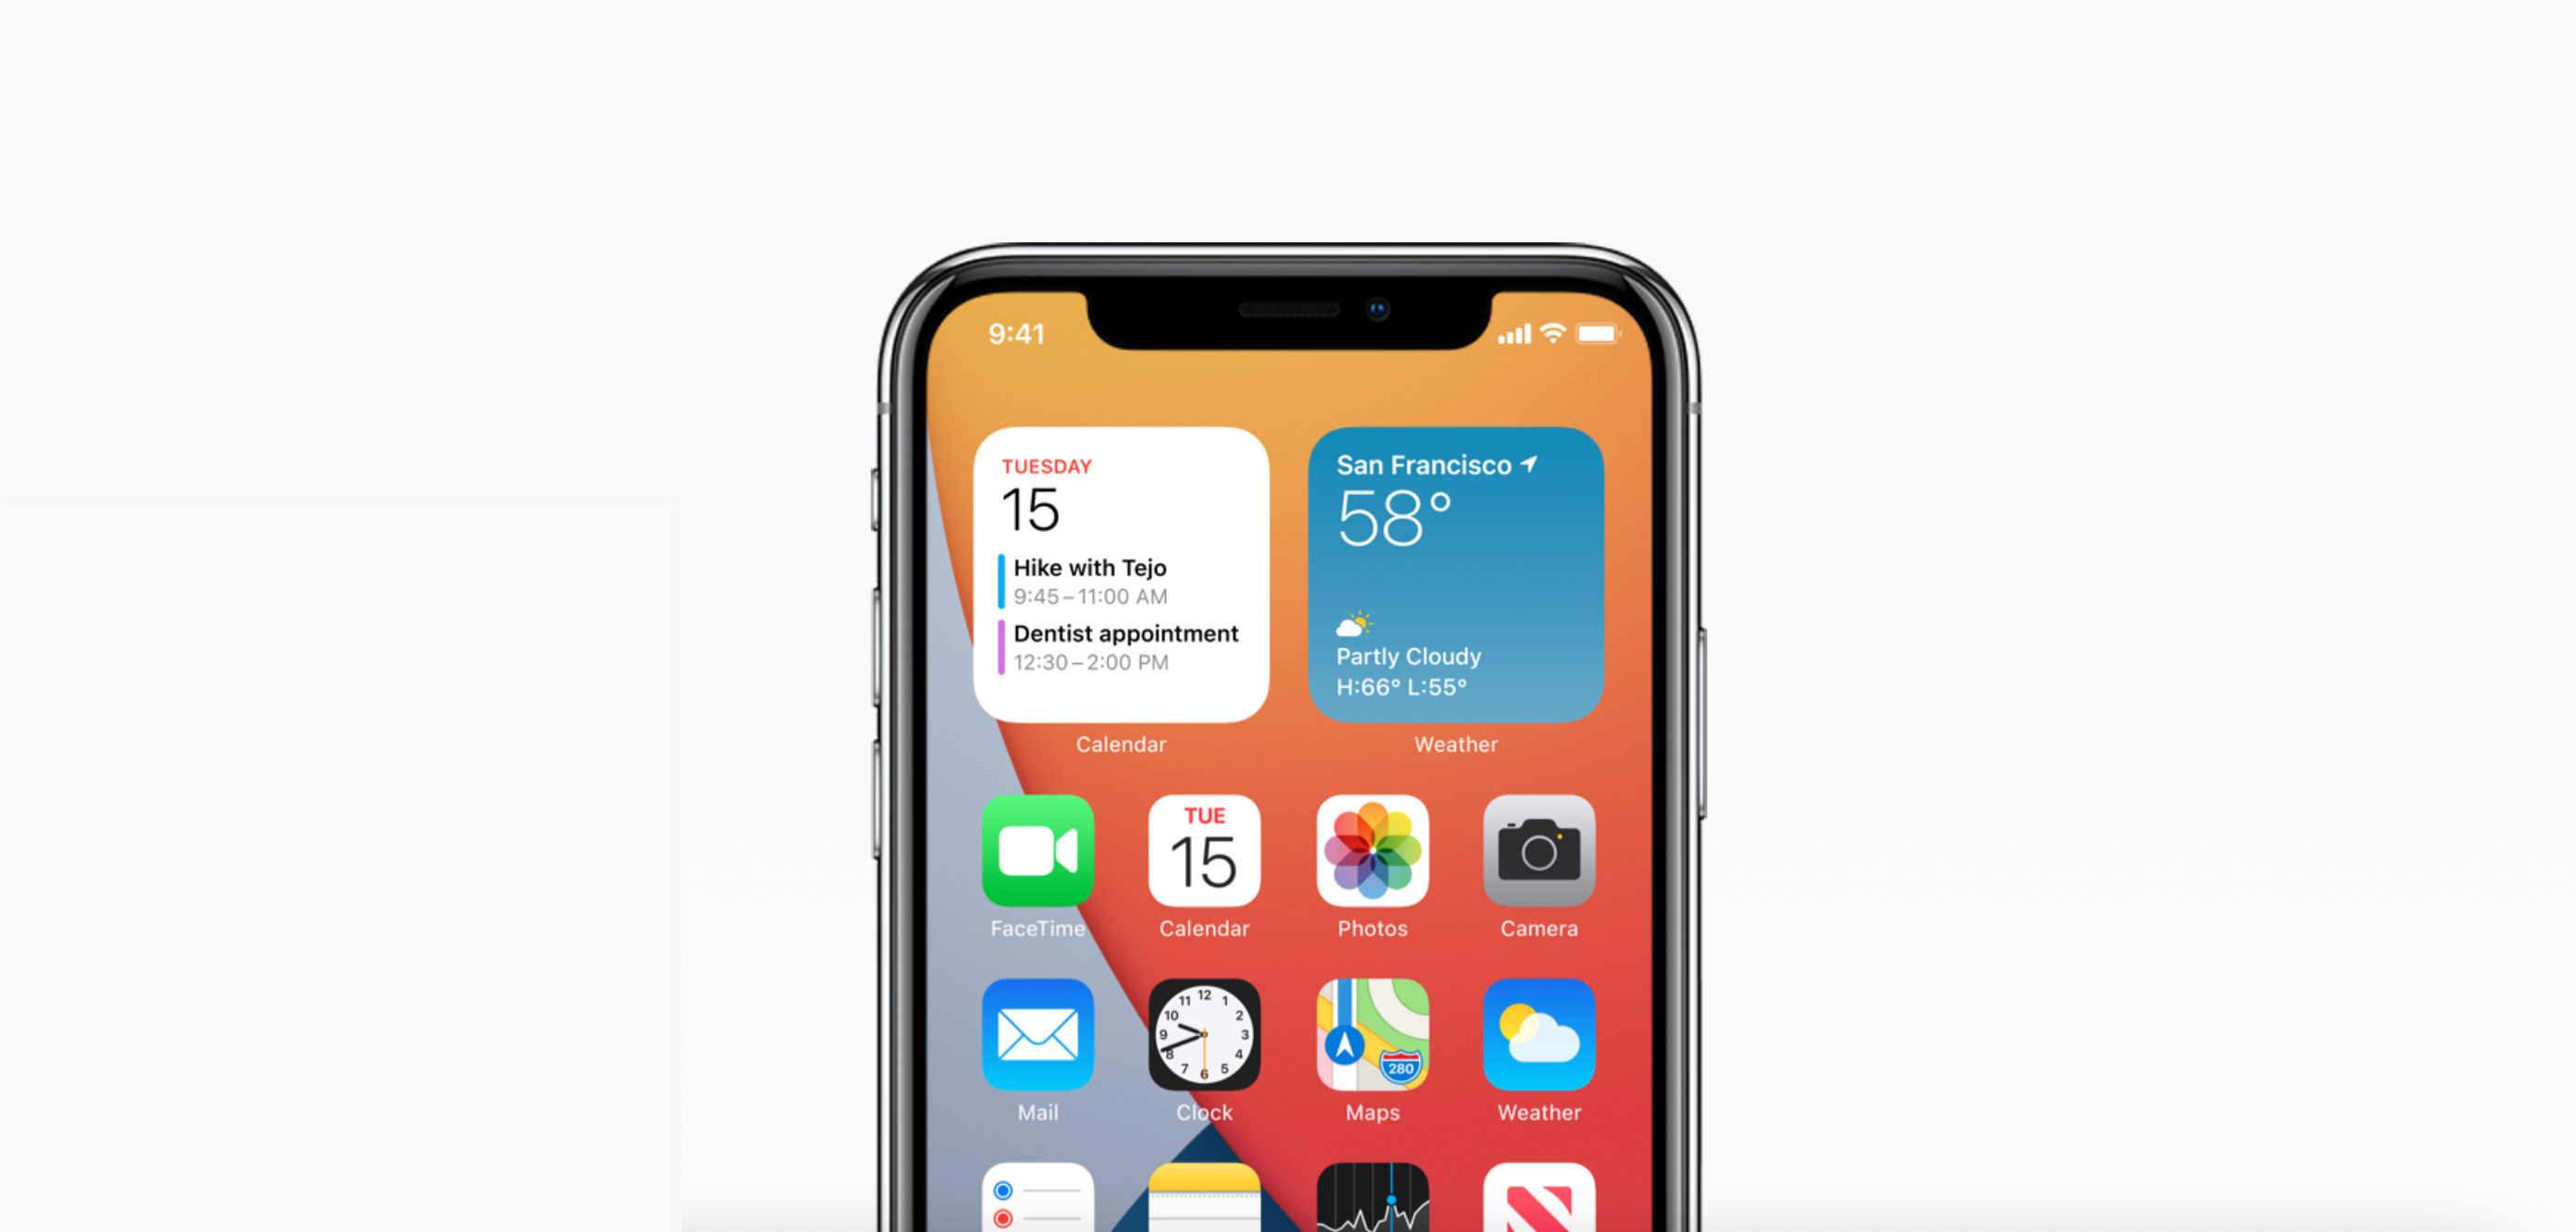 9:41
TUESDAY
15
Hike with Tejo
9:45–11:00 AM
Dentist appointment
12:30–2:00 PM
Calendar
San Francisco
58°
Partly Cloudy
H:66° L:55°
Weather
FaceTime
TUE
15
Calendar
Photos
Camera
Mail
12
1
2
3
4
5
6
7
8
9
10
11
Clock
280
Maps
Weather